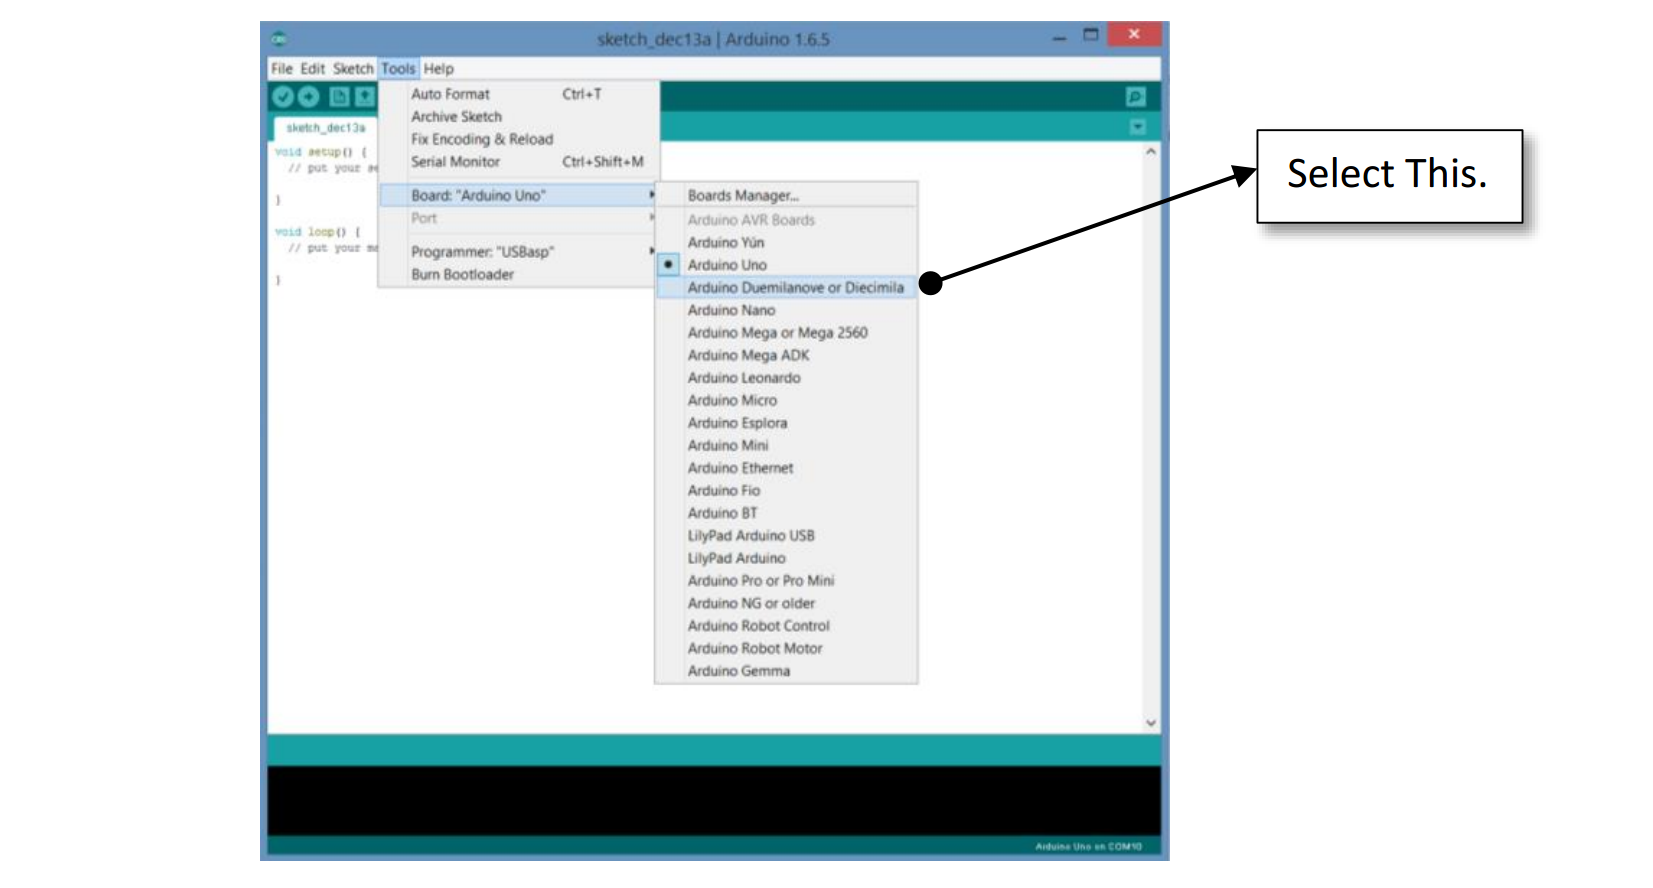 sketch_dec13a | Arduino 1.6.5
File Edit Sketch Tools Help
sketch_dec13a
void setup() {
// put your se
}
void loop() {
// put your ma
}
Auto Format Ctrl+T
Archive Sketch
Fix Encoding & Reload
Serial Monitor Ctrl+Shift+M
Board: "Arduino Uno"
Port
Programmer: "USBasp"
Burn Bootloader
Boards Manager...
Arduino AVR Boards
Arduino Yún
Arduino Uno
Arduino Duemilanove or Diecimila
Arduino Nano
Arduino Mega or Mega 2560
Arduino Mega ADK
Arduino Leonardo
Arduino Micro
Arduino Esplora
Arduino Mini
Arduino Ethernet
Arduino Fio
Arduino BT
LilyPad Arduino USB
LilyPad Arduino
Arduino Pro or Pro Mini
Arduino NG or older
Arduino Robot Control
Arduino Robot Motor
Arduino Gemma
Select This.
Arduino Uno on COM10